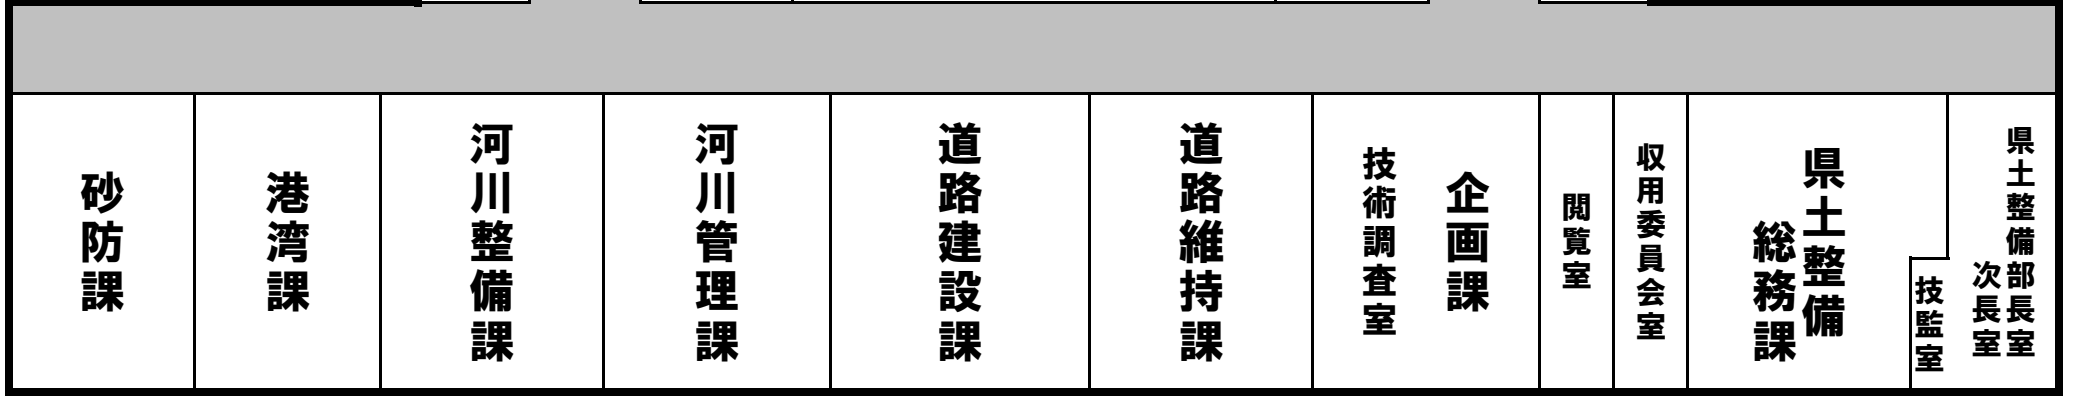 砂防課
港湾課
河川整備課
河川管理課
道路建設課
道路維持課
技術調査室
企画課
閲覧室
収用委員会室
県土整備
総務課
技監室
県土整備部長室
次長室